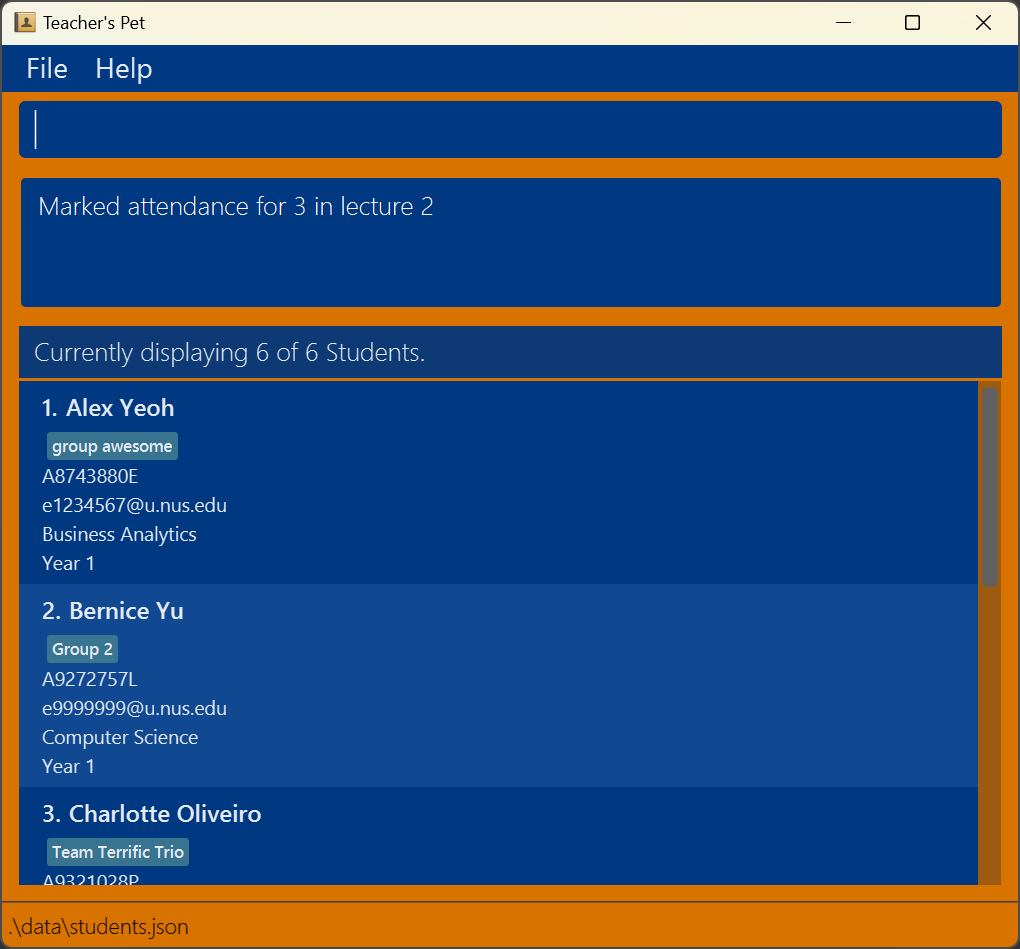 Teacher's Pet
File Help
Marked attendance for 3 in lecture 2
Currently displaying 6 of 6 Students.
1. Alex Yeoh
group awesome
A8743880E
e1234567@u.nus.edu
Business Analytics
Year 1
2. Bernice Yu
Group 2
A9272757L
e9999999@u.nus.edu
Computer Science
Year 1
3. Charlotte Oliveiro
Team Terrific Trio
A9321028P
.\data\students.json